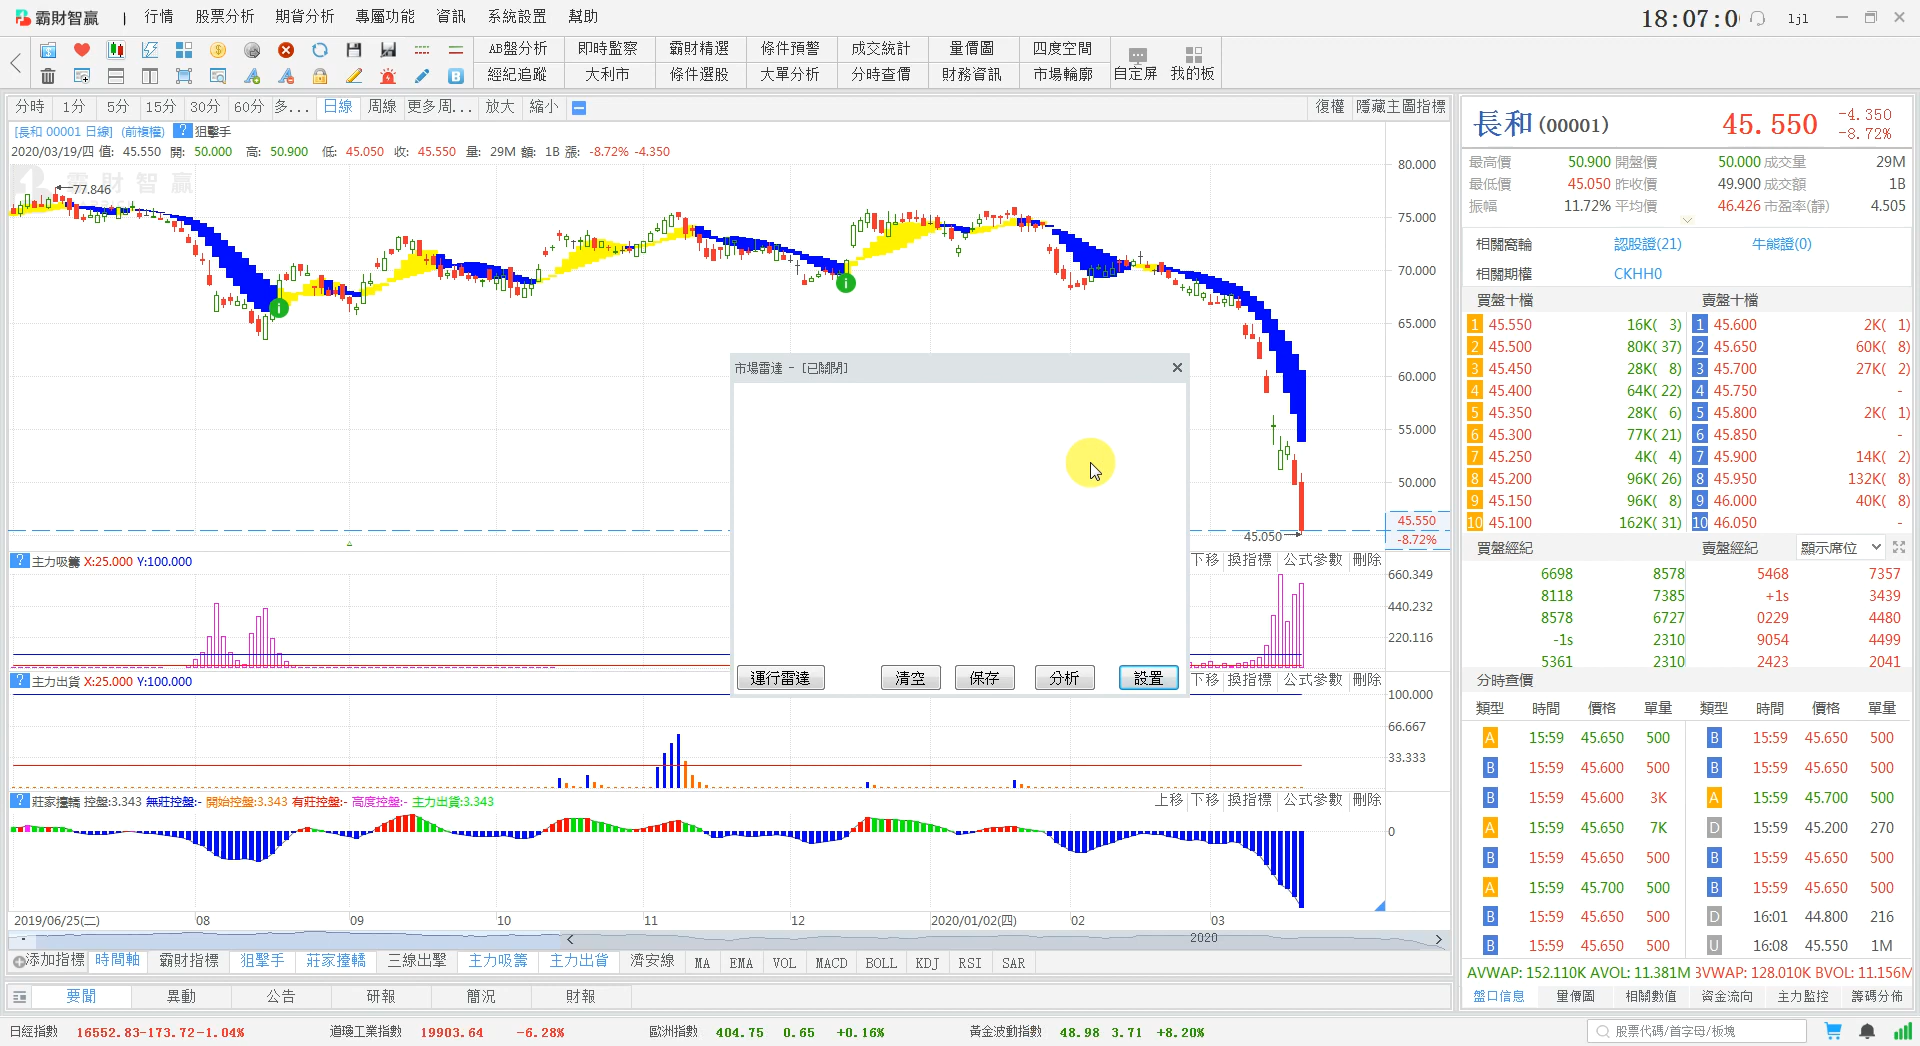 霸財智贏 | 行情 股票分析 期貨分析 專屬功能 資訊 系統設置 幫助 18:07:0 ljl
AB盤分析 即時監察 霸財精選 條件預警 成交統計 量價圖 四度空間
經紀追蹤 大利市 條件選股 大單分析 分時查價 財務資訊 市場輪廓 自定屏 我的板
分時 1分 5分 15分 30分 60分 多... 日線 周線 更多周... 放大 縮小 復權 隱藏主圖指標
[長和 00001 日線] (前複權) ? 狙擊手
2020/03/19/四 值: 45.550 開: 50.000 高: 50.900 低: 45.050 收: 45.550 量: 29M 額: 1B 漲: -8.72% -4.350
霸財智贏
77.846
80.000
75.000
70.000
65.000
60.000
55.000
50.000
45.550
-8.72%
45.050
市場雷達 - [已關閉]
運行雷達 清空 保存 分析 設置
? 主力吸籌 X:25.000 Y:100.000 下移 換指標 公式參數 刪除
660.349
440.232
220.116
? 主力出貨 X:25.000 Y:100.000 下移 換指標 公式參數 刪除
100.000
66.667
33.333
? 莊家擡轎 控盤:3.343 無莊控盤:- 開始控盤:3.343 有莊控盤:- 高度控盤:- 主力出貨:3.343 上移 下移 換指標 公式參數 刪除
0
2019/06/25(二) 08 09 10 11 12 2020/01/02(四) 02 03
2020
添加指標 時間軸 霸財指標 狙擊手 莊家擡轎 三線出擊 主力吸籌 主力出貨 濟安線 MA EMA VOL MACD BOLL KDJ RSI SAR
要聞 異動 公告 研報 簡況 財報
長和 (00001) 45.550 -4.350
-8.72%
最高價 50.900 開盤價 50.000 成交量 29M
最低價 45.050 昨收價 49.900 成交額 1B
振幅 11.72% 平均價 46.426 市盈率(靜) 4.505
相關窩輪 認股證(21) 牛熊證(0)
相關期權 CKHH0
買盤十檔 賣盤十檔
1 45.550 16K( 3) 1 45.600 2K( 1)
2 45.500 80K( 37) 2 45.650 60K( 8)
3 45.450 28K( 8) 3 45.700 27K( 2)
4 45.400 64K( 22) 4 45.750 -
5 45.350 28K( 6) 5 45.800 2K( 1)
6 45.300 77K( 21) 6 45.850 -
7 45.250 4K( 4) 7 45.900 14K( 2)
8 45.200 96K( 26) 8 45.950 132K( 8)
9 45.150 96K( 8) 9 46.000 40K( 8)
10 45.100 162K( 31) 10 46.050 -
買盤經紀 賣盤經紀 顯示席位
6698 8578 5468 7357
8118 7385 +1s 3439
8578 6727 0229 4480
-1s 2310 9054 4499
5361 2310 2423 2041
分時查價
類型 時間 價格 單量 類型 時間 價格 單量
A 15:59 45.650 500 B 15:59 45.650 500
B 15:59 45.600 500 B 15:59 45.650 500
B 15:59 45.600 3K A 15:59 45.700 500
A 15:59 45.650 7K D 15:59 45.200 270
B 15:59 45.650 500 B 15:59 45.650 500
A 15:59 45.700 500 B 15:59 45.650 500
B 15:59 45.650 500 D 16:01 44.800 216
B 15:59 45.650 500 U 16:08 45.550 1M
AVWAP: 152.110K AVOL: 11.381M BVWAP: 128.010K BVOL: 11.156M
盤口信息 量價圖 相關數值 資金流向 主力監控 籌碼分佈
日經指數 16552.83 -173.72 -1.04% 道瓊工業指數 19903.64 -6.28% 歐洲指數 404.75 0.65 +0.16% 黃金波動指數 48.98 3.71 +8.20% 股票代碼/首字母/板塊